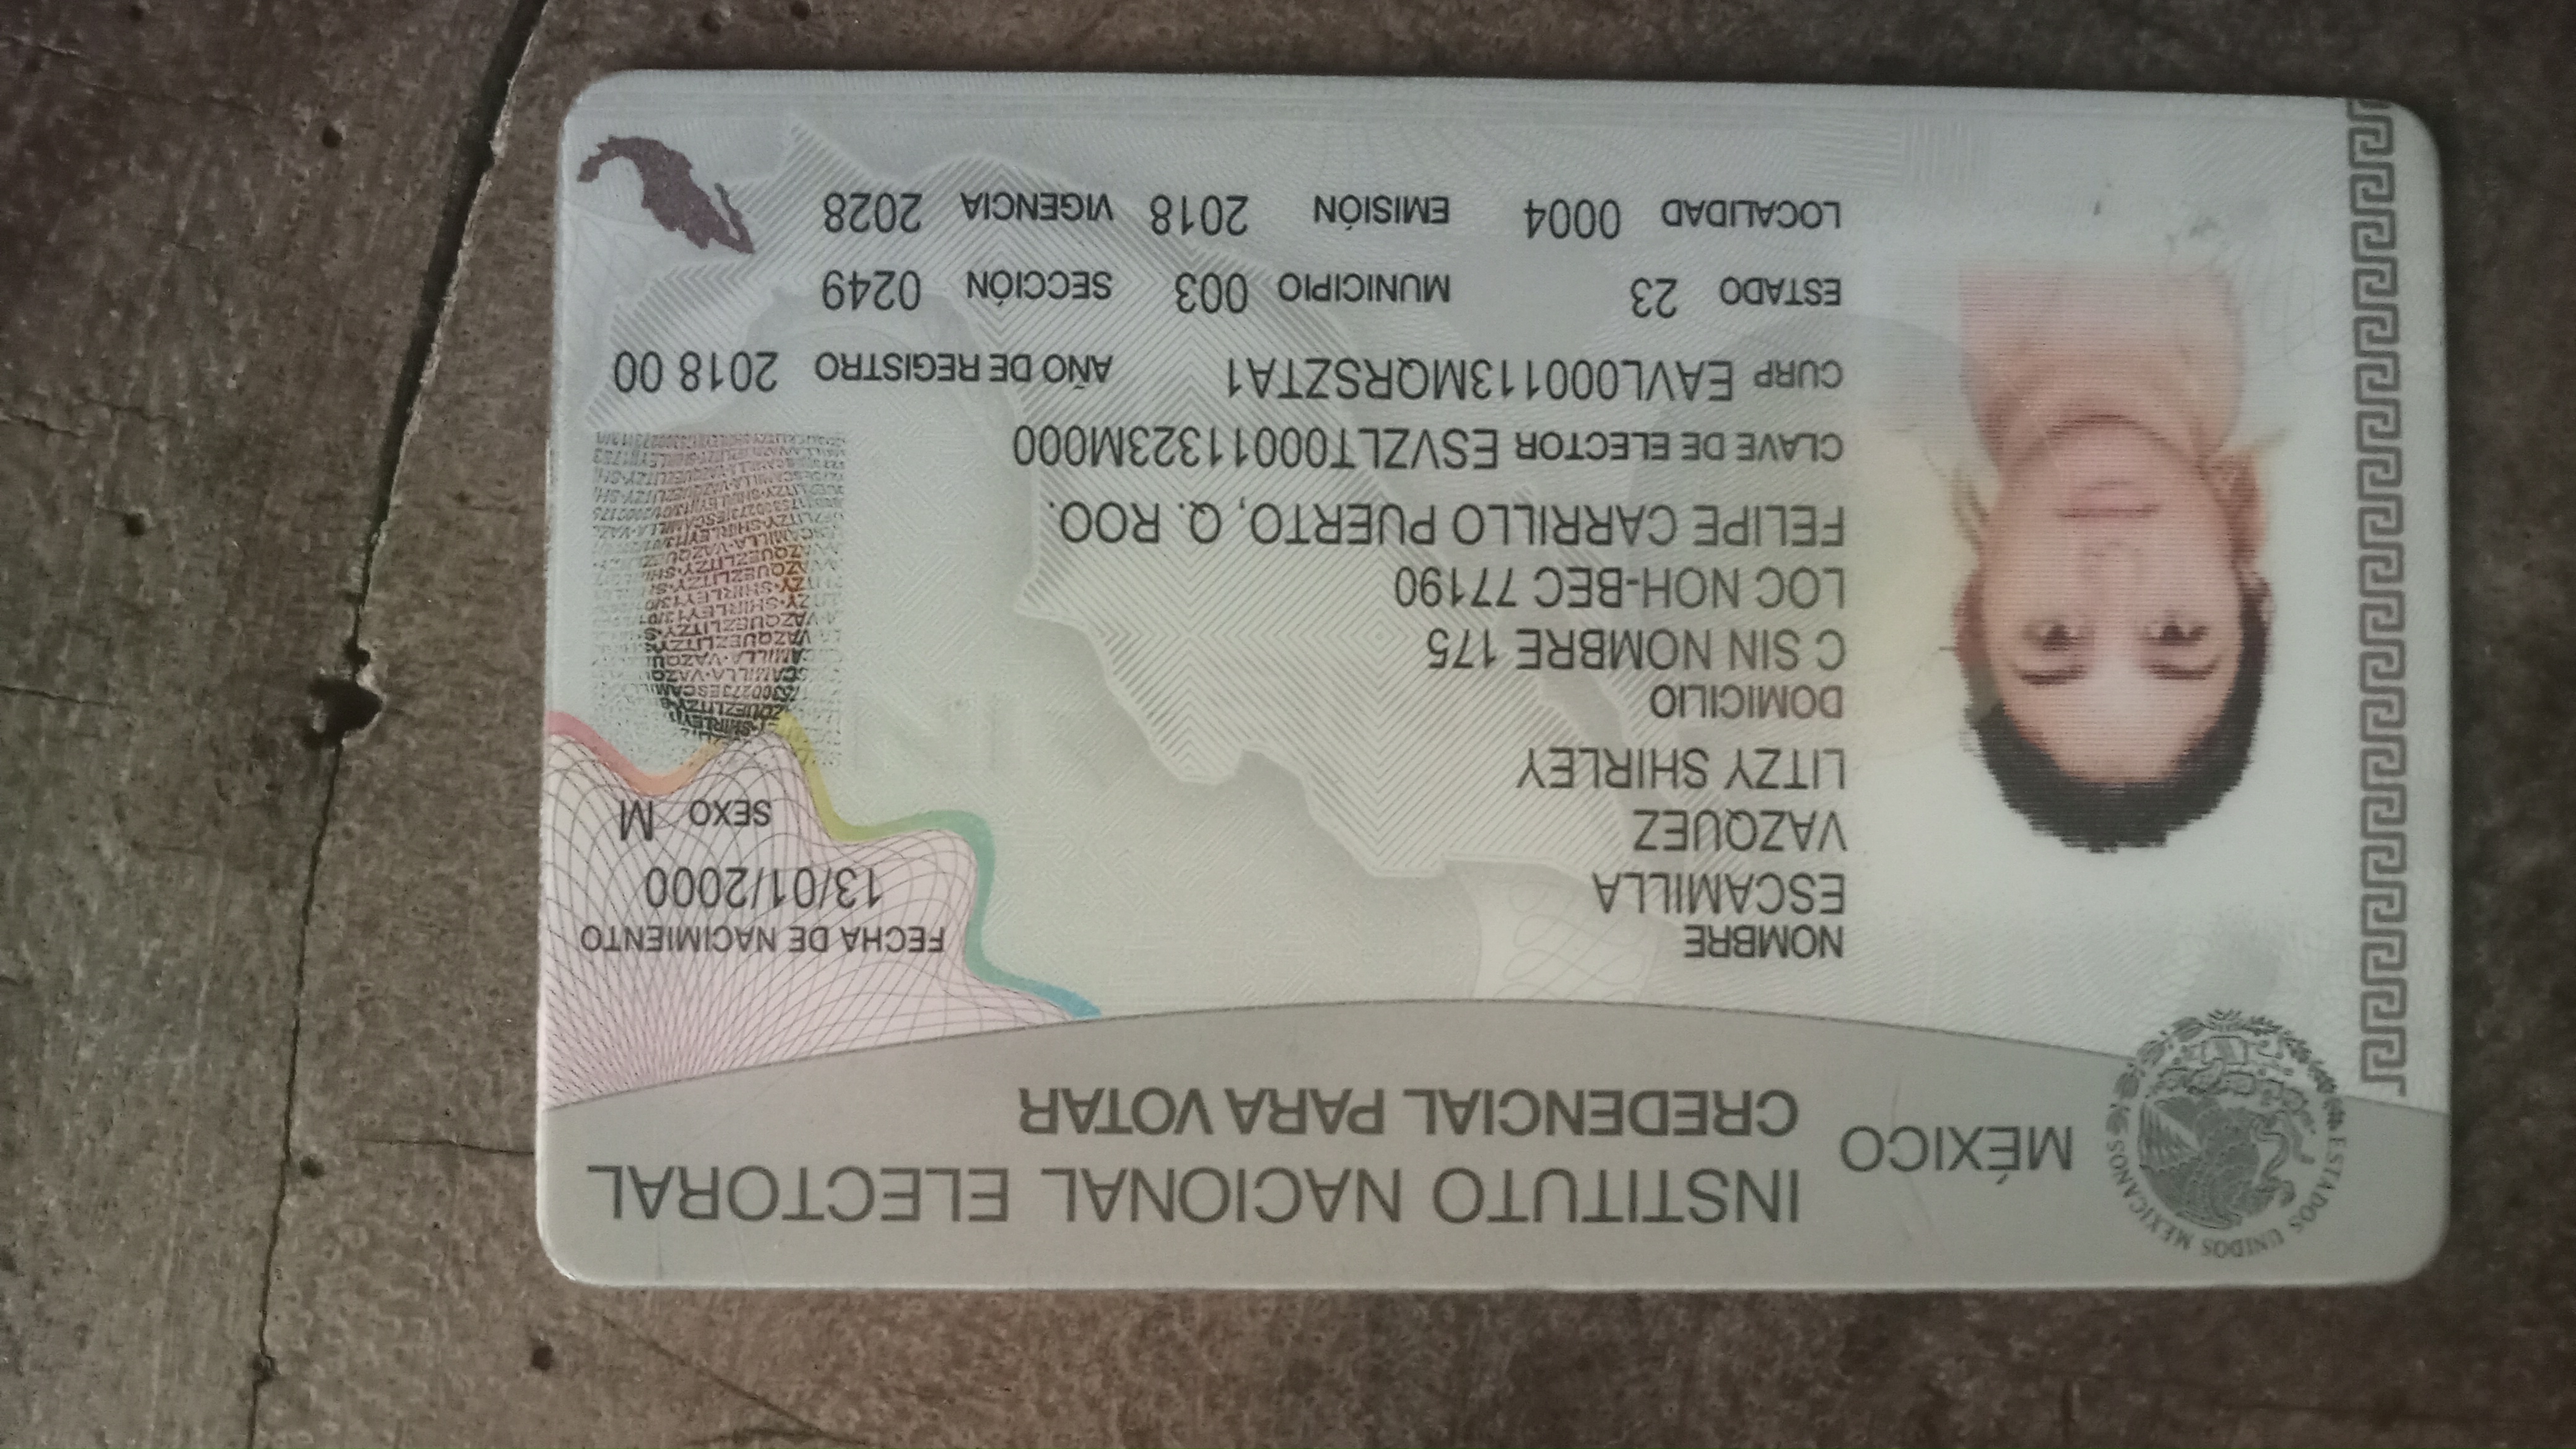 MÉXICO
INSTITUTO NACIONAL ELECTORAL
CREDENCIAL PARA VOTAR
ESTADOS UNIDOS MEXICANOS
NOMBRE
ESCAMILLA
VAZQUEZ
LITZY SHIRLEY
FECHA DE NACIMIENTO
13/01/2000
SEXO M
DOMICILIO
C SIN NOMBRE 175
LOC NOH-BEC 77190
FELIPE CARRILLO PUERTO, Q. ROO.
CLAVE DE ELECTOR ESVZLT00011323M000
CURP EAVL000113MQRSZTA1 AÑO DE REGISTRO 2018 00
ESTADO 23 MUNICIPIO 003 SECCIÓN 0249
LOCALIDAD 0004 EMISIÓN 2018 VIGENCIA 2028